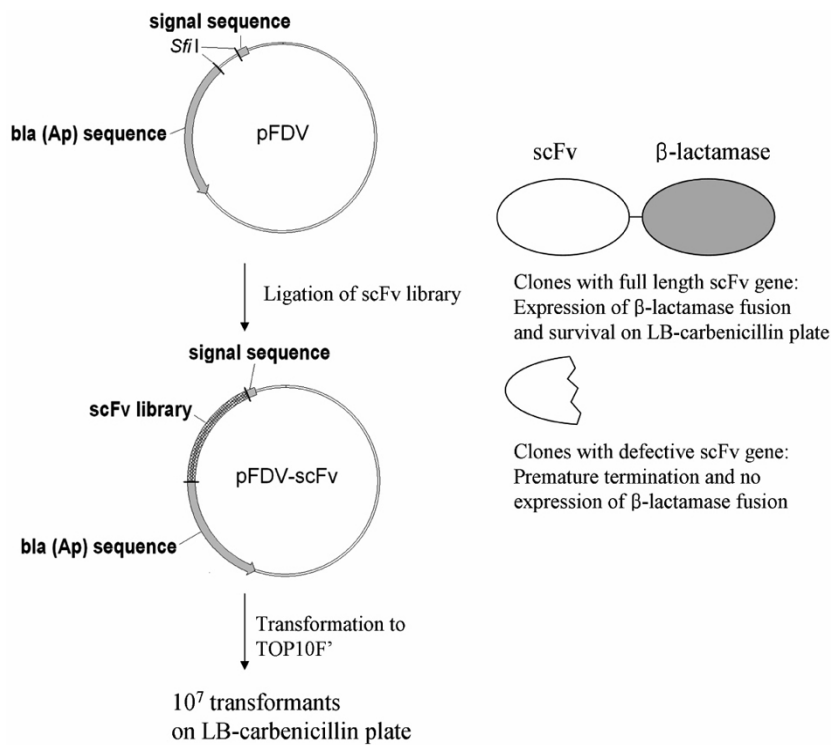 signal sequence
SfiI
bla (Ap) sequence
pFDV
Ligation of scFv library
signal sequence
scFv library
pFDV-scFv
bla (Ap) sequence
Transformation to
TOP10F’
10⁷ transformants
on LB-carbenicillin plate
scFv
β-lactamase
Clones with full length scFv gene:
Expression of β-lactamase fusion
and survival on LB-carbenicillin plate
Clones with defective scFv gene:
Premature termination and no
expression of β-lactamase fusion